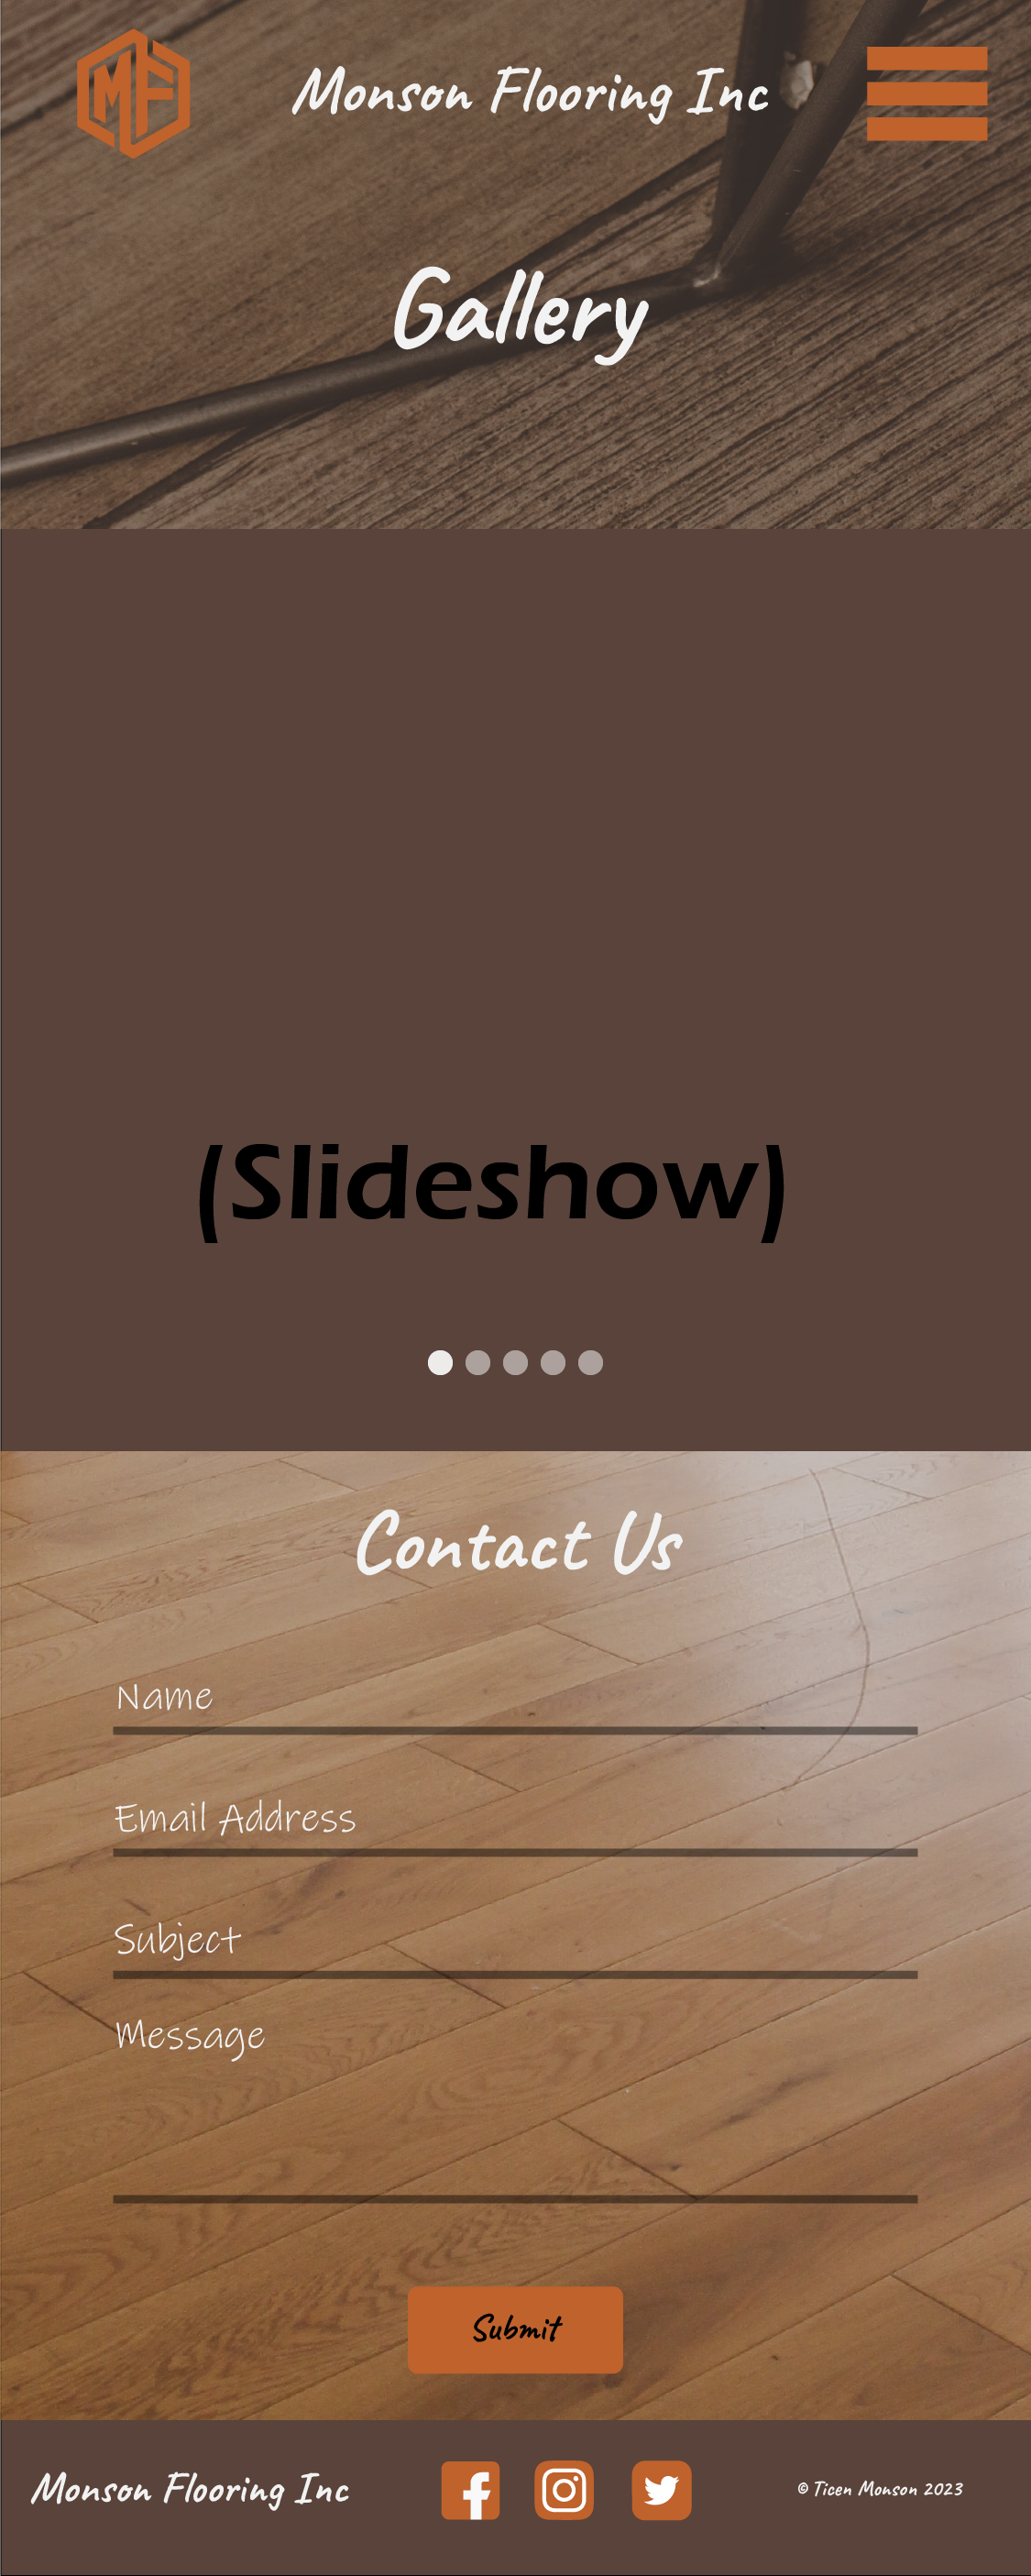 MF
Monson Flooring Inc
Gallery
(Slideshow)
Contact Us
Name
Email Address
Subject
Message
Submit
Monson Flooring Inc
© Ticen Monson 2023